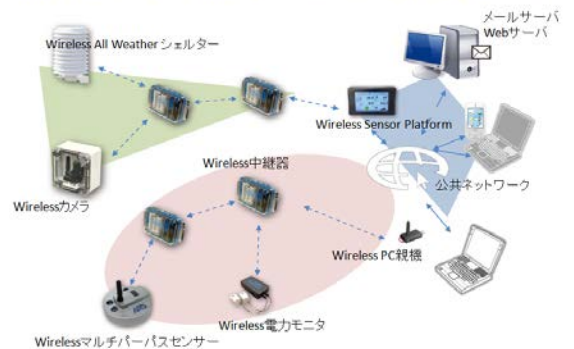 メールサーバ
Webサーバ
Wireless All Weather シェルター
Wireless Sensor Platform
Wireless中継器
公共ネットワーク
Wirelessカメラ
Wireless PC親機
Wireless電力モニタ
Wirelessマルチパーパスセンサー